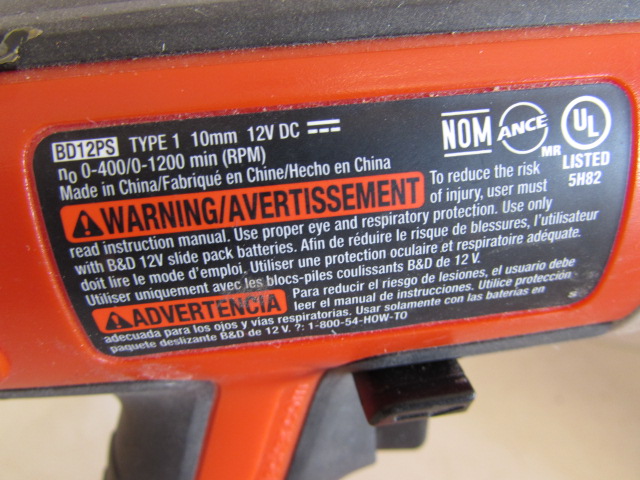 BD12PS TYPE 1 10mm 12V DC
NOM ANCE MR UL
n0 0-400/0-1200 min (RPM)
LISTED
5H82
Made in China/Fabriqué en Chine/Hecho en China
WARNING/AVERTISSEMENT To reduce the risk
of injury, user must
read instruction manual. Use proper eye and respiratory protection. Use only
with B&D 12V slide pack batteries. Afin de réduire le risque de blessures, l'utilisateur
doit lire le mode d'emploi. Utiliser une protection oculaire et respiratoire adéquate.
Utiliser uniquement avec les blocs-piles coulissants B&D de 12 V.
ADVERTENCIA Para reducir el riesgo de lesiones, el usuario debe
leer el manual de instrucciones. Utilice protección
adecuada para los ojos y vías respiratorias. Usar solamente con las baterías en
paquete deslizante B&D de 12 V. ?: 1-800-54-HOW-TO